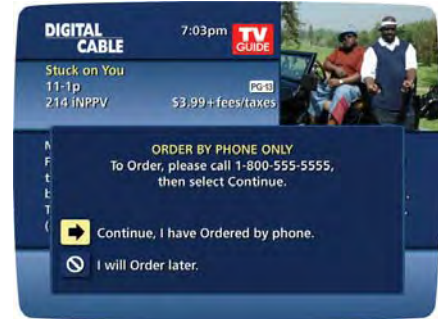 DIGITAL CABLE
7:03pm
TV GUIDE
Stuck on You
11-1p PG-13
214 iNPPV $3.99+fees/taxes
ORDER BY PHONE ONLY
To Order, please call 1-800-555-5555,
then select Continue.
Continue, I have Ordered by phone.
I will Order later.